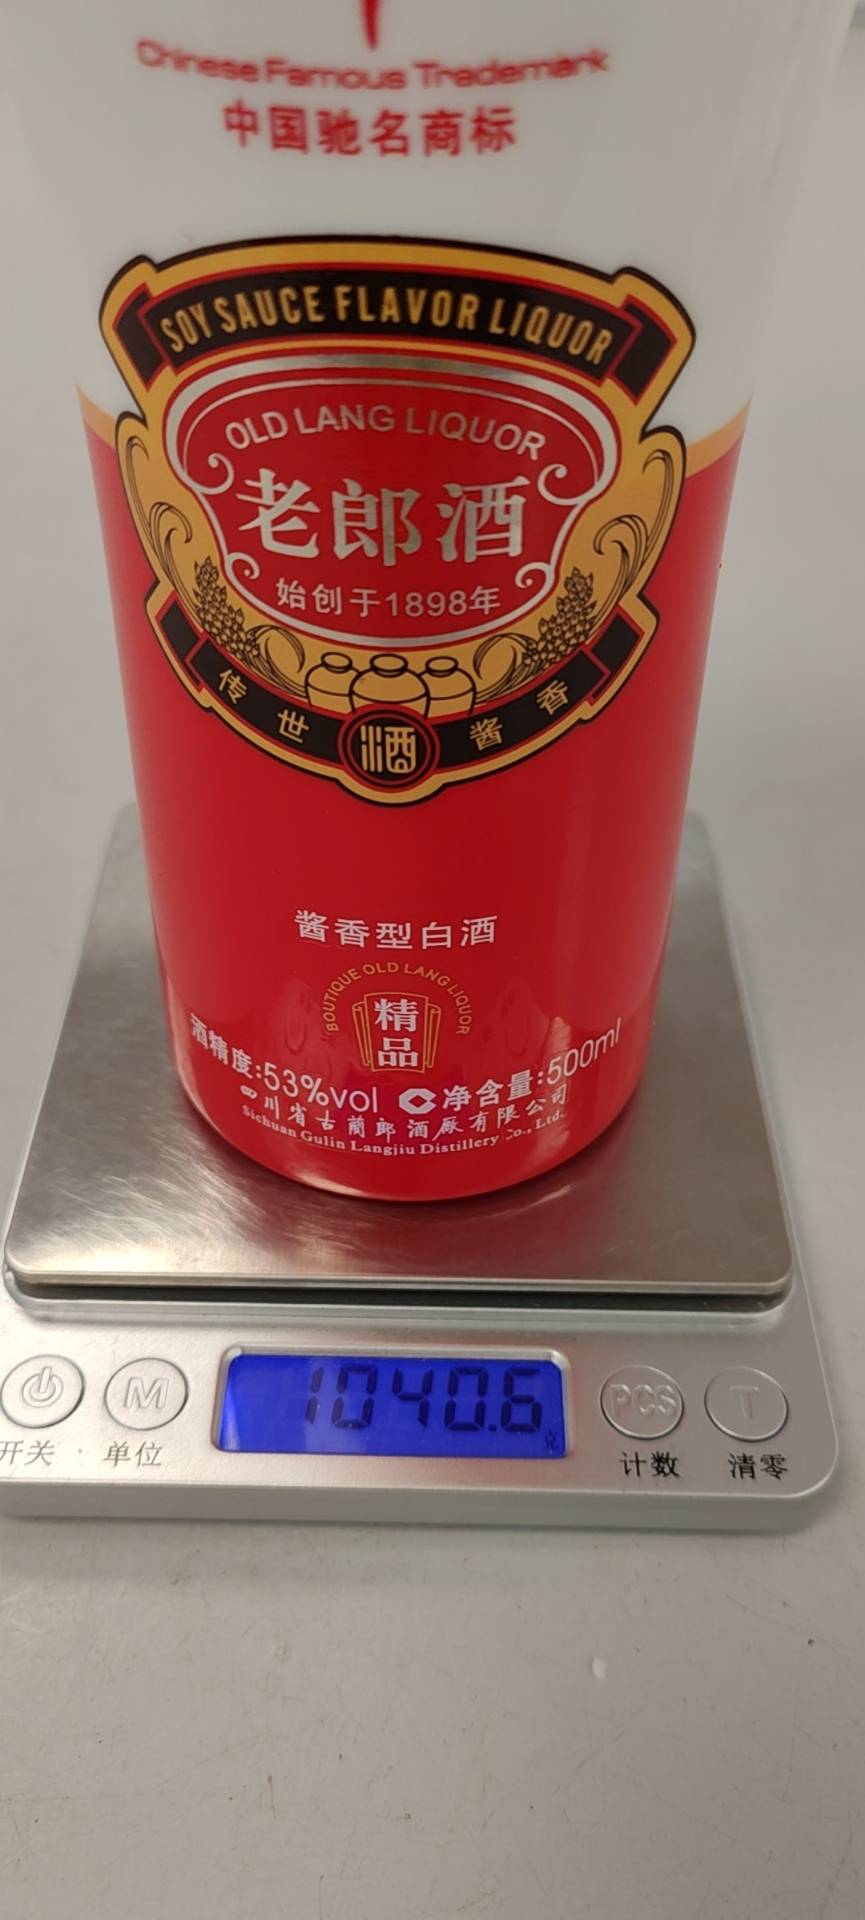 Chinese Famous Trademark
中国驰名商标
SOY SAUCE FLAVOR LIQUOR
OLD LANG LIQUOR
老郎酒
始创于1898年
传世 酒 酱香
酱香型白酒
BOUTIQUE OLD LANG LIQUOR
精品
酒精度:53%vol 净含量:500ml
四川省古蔺郎酒厂有限公司
Sichuan Gulin Langjiu Distillery Co., Ltd.
1040.6
克
M
PCS
T
开关
单位
计数
清零